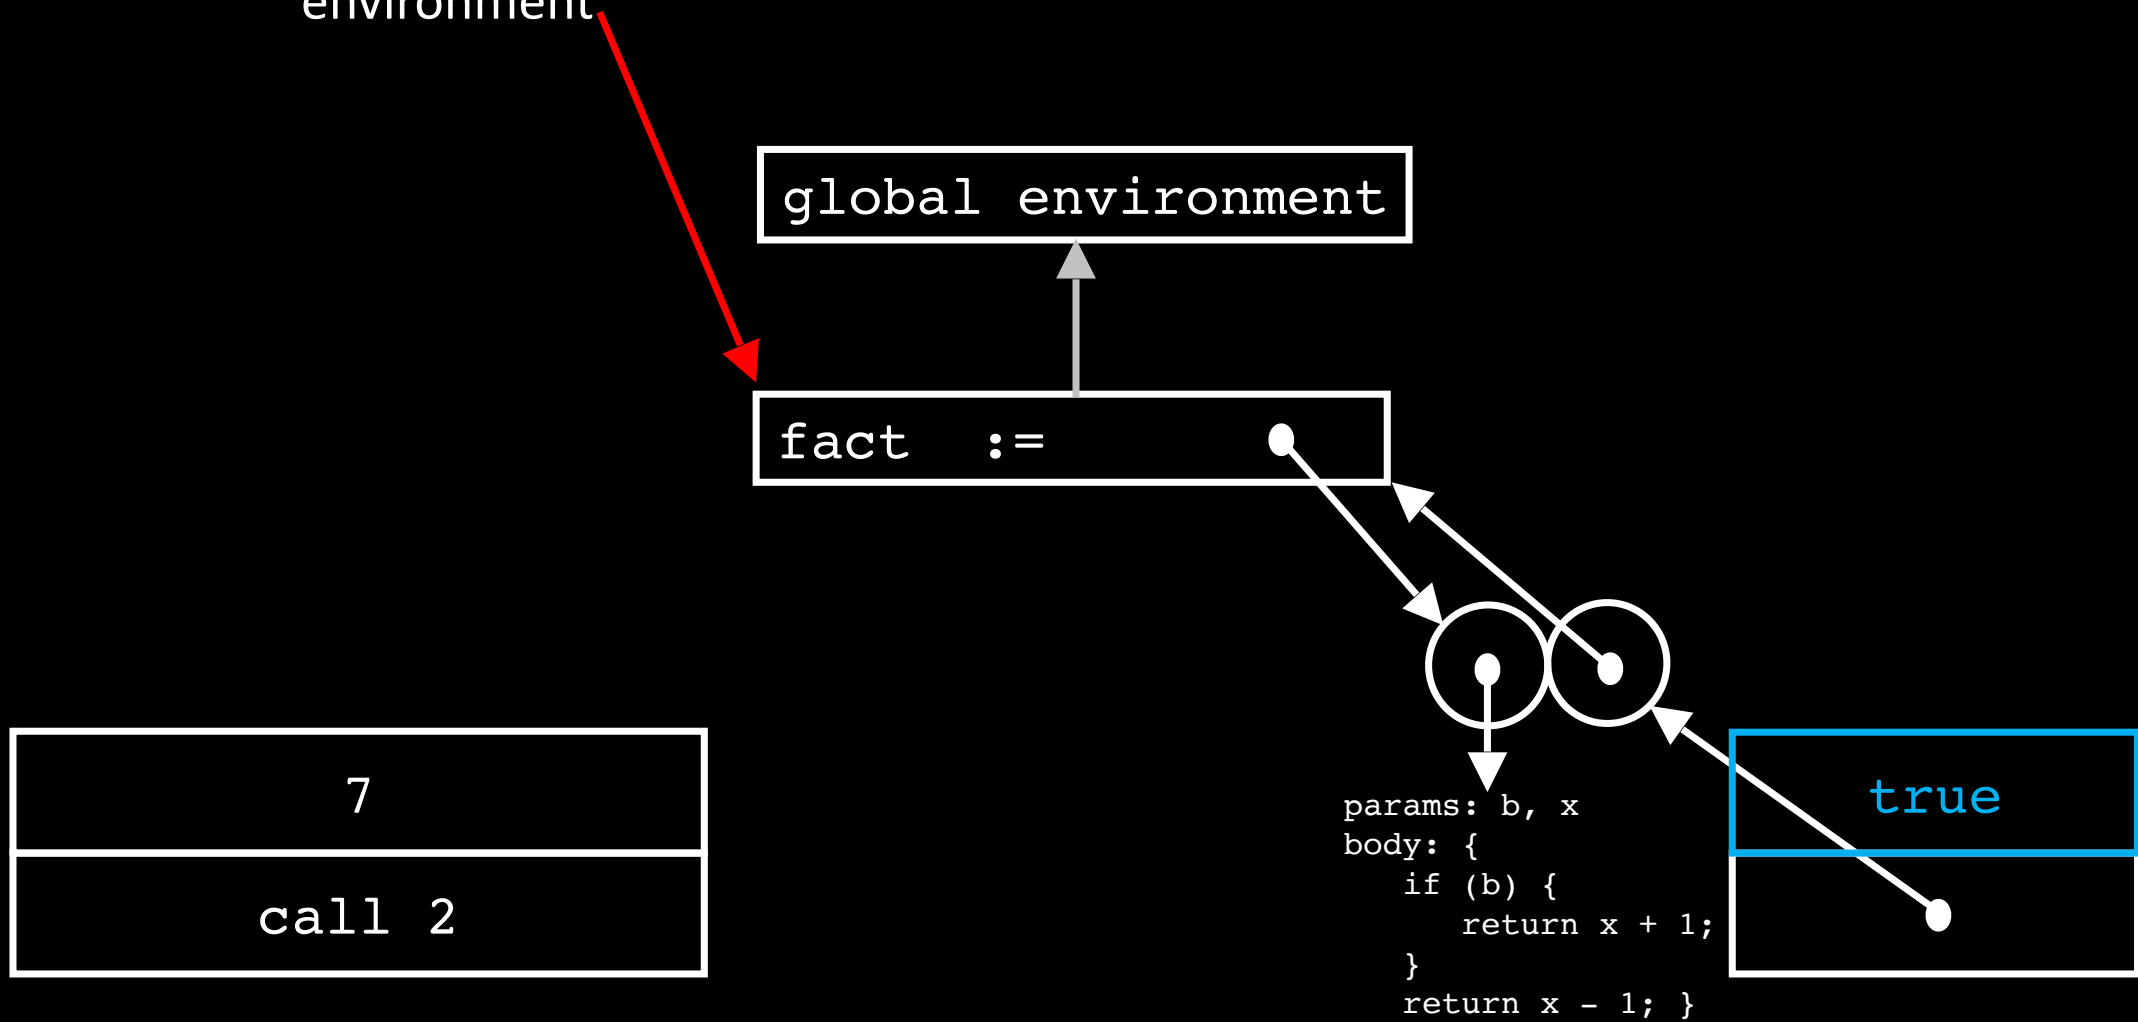 environment
global environment
fact  :=
7
call 2
params: b, x
body: {
   if (b) {
      return x + 1;
   }
   return x - 1; }
true